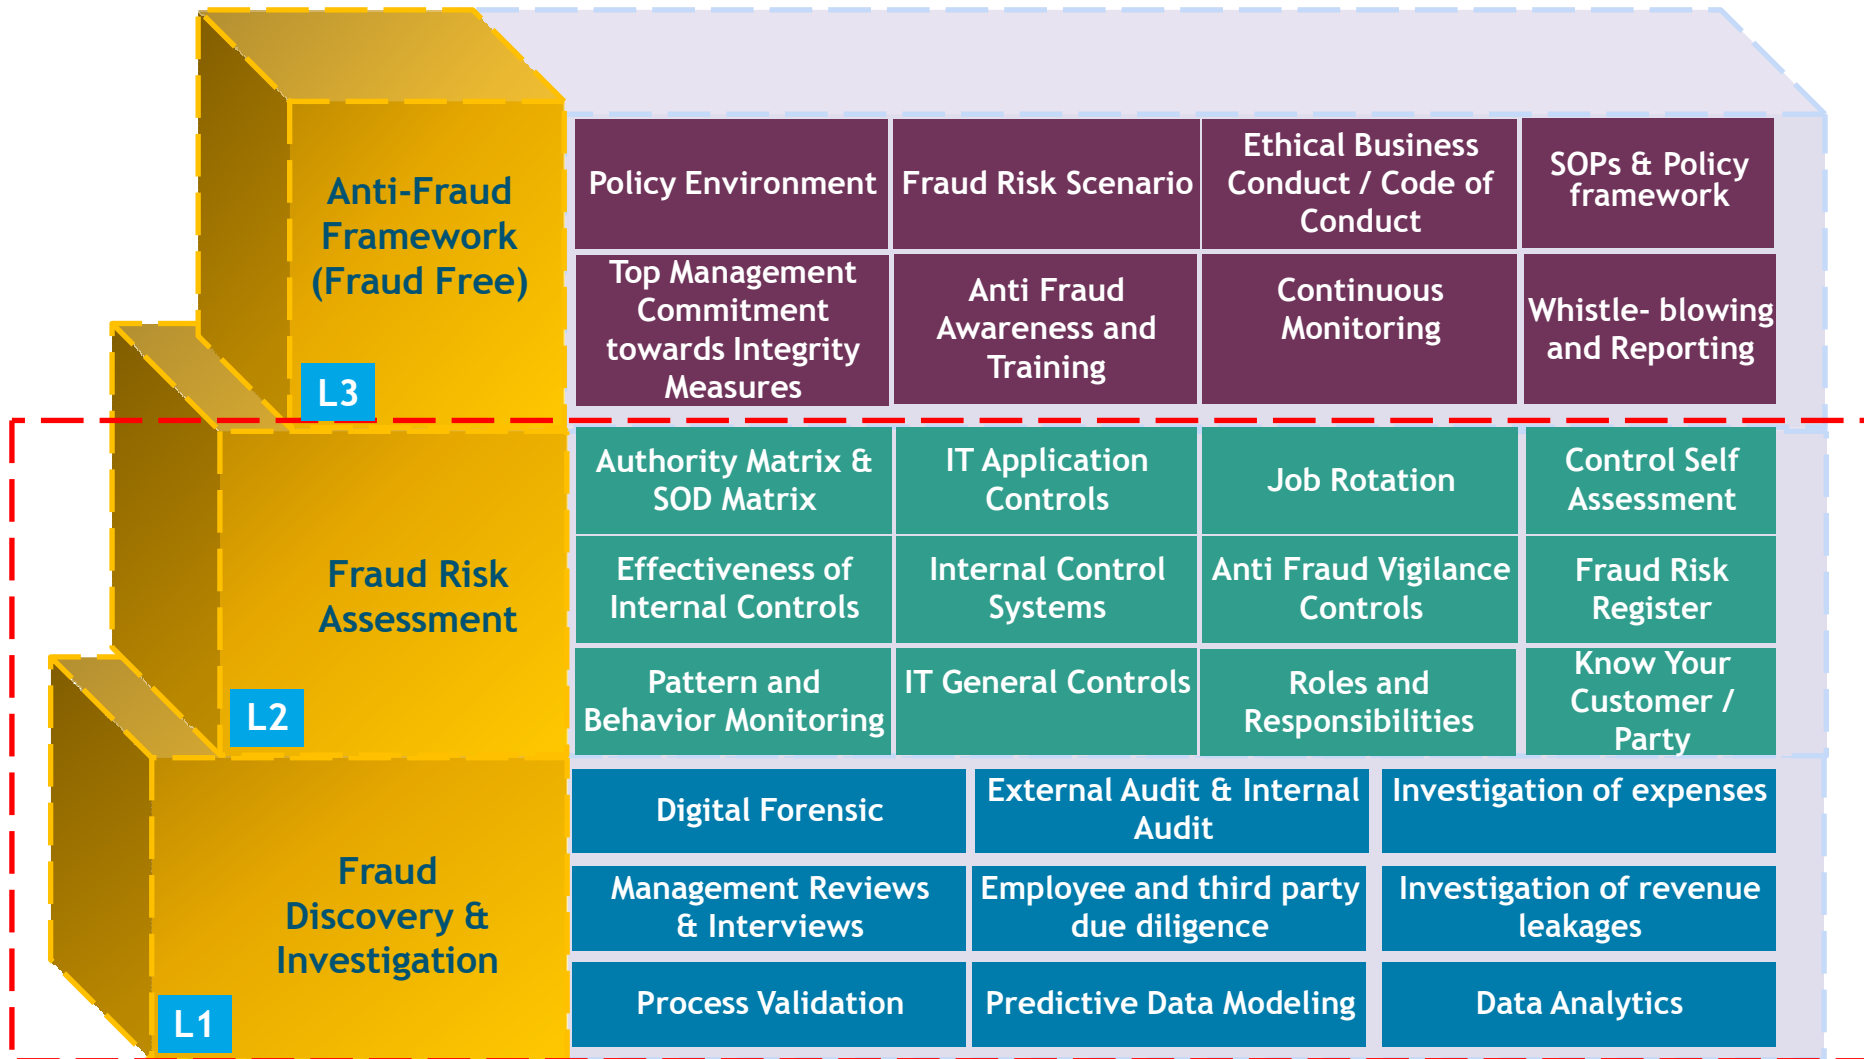 Anti-Fraud
Framework
(Fraud Free)
L3
Policy Environment
Fraud Risk Scenario
Ethical Business
Conduct / Code of
Conduct
SOPs & Policy
framework
Top Management
Commitment
towards Integrity
Measures
Anti Fraud
Awareness and
Training
Continuous
Monitoring
Whistle- blowing
and Reporting
Fraud Risk
Assessment
L2
Authority Matrix &
SOD Matrix
IT Application
Controls
Job Rotation
Control Self
Assessment
Effectiveness of
Internal Controls
Internal Control
Systems
Anti Fraud Vigilance
Controls
Fraud Risk
Register
Pattern and
Behavior Monitoring
IT General Controls
Roles and
Responsibilities
Know Your
Customer /
Party
Fraud
Discovery &
Investigation
L1
Digital Forensic
External Audit & Internal
Audit
Investigation of expenses
Management Reviews
& Interviews
Employee and third party
due diligence
Investigation of revenue
leakages
Process Validation
Predictive Data Modeling
Data Analytics